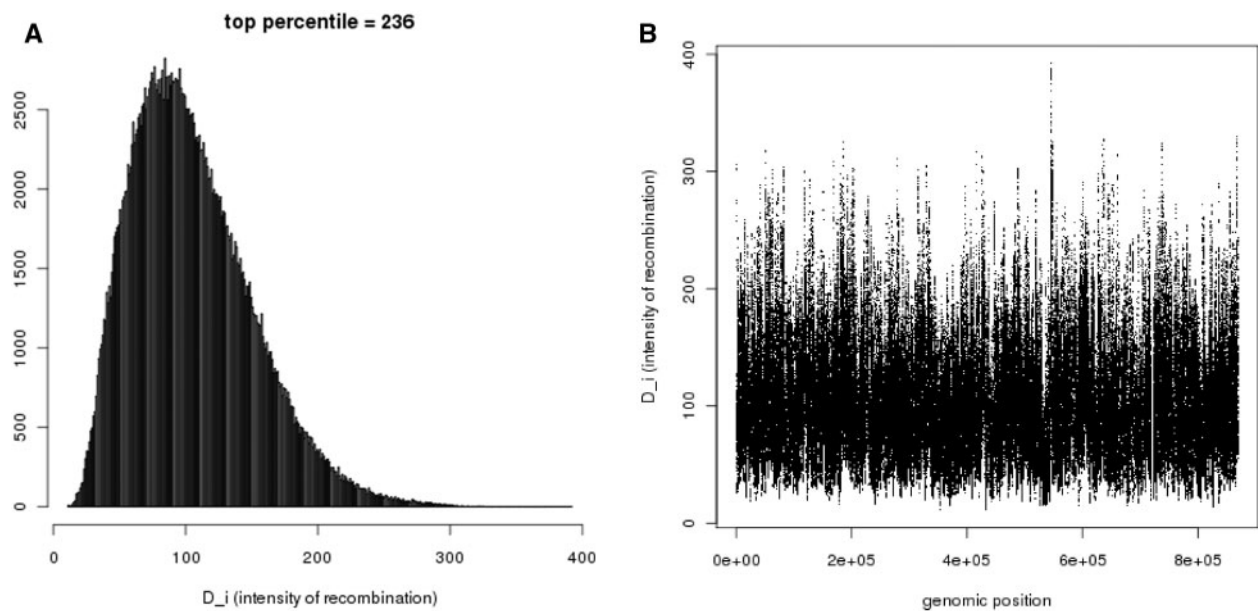 A
top percentile = 236
0
500
1000
1500
2000
2500
0
100
200
300
400
D_i (intensity of recombination)
B
D_i (intensity of recombination)
0
100
200
300
400
0e+00
2e+05
4e+05
6e+05
8e+05
genomic position